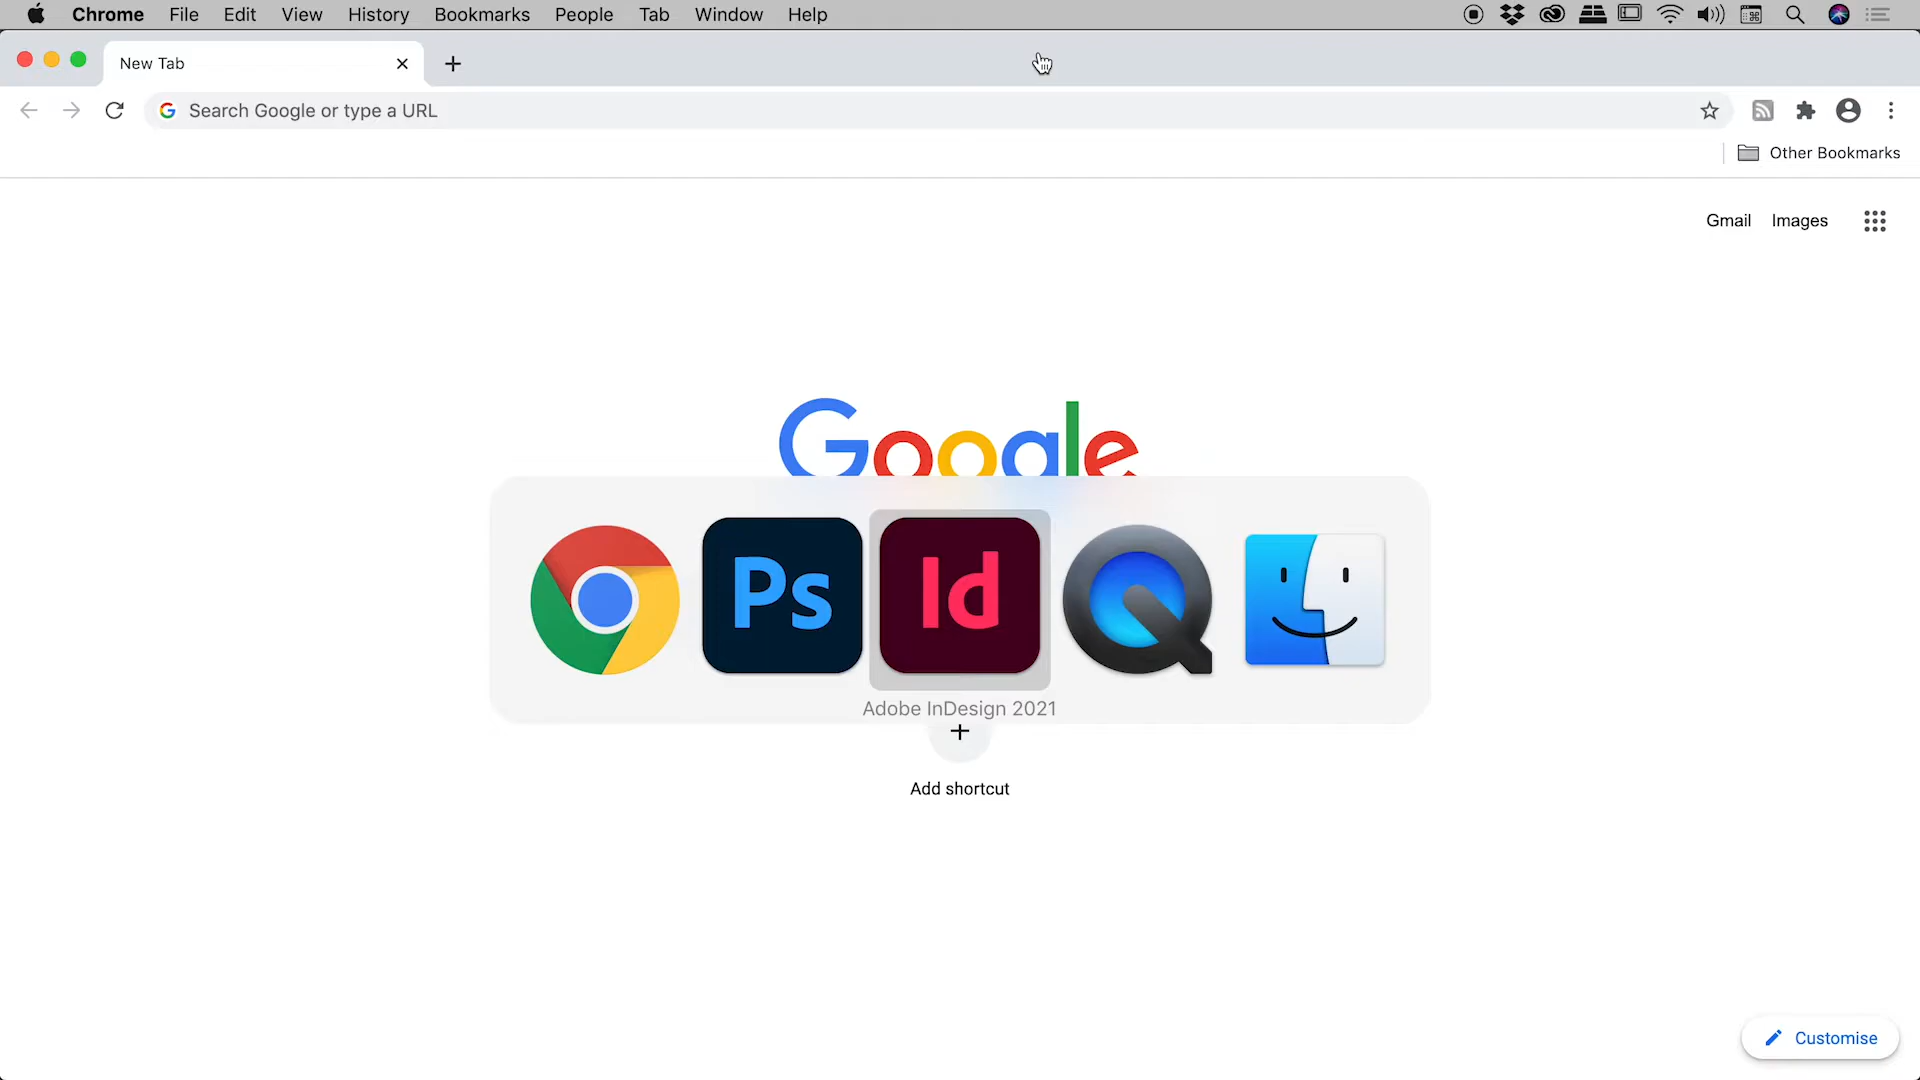 Chrome File Edit View History Bookmarks People Tab Window Help
New Tab
Search Google or type a URL
Other Bookmarks
Gmail Images
Google
Ps Id
Adobe InDesign 2021
Add shortcut
Customise